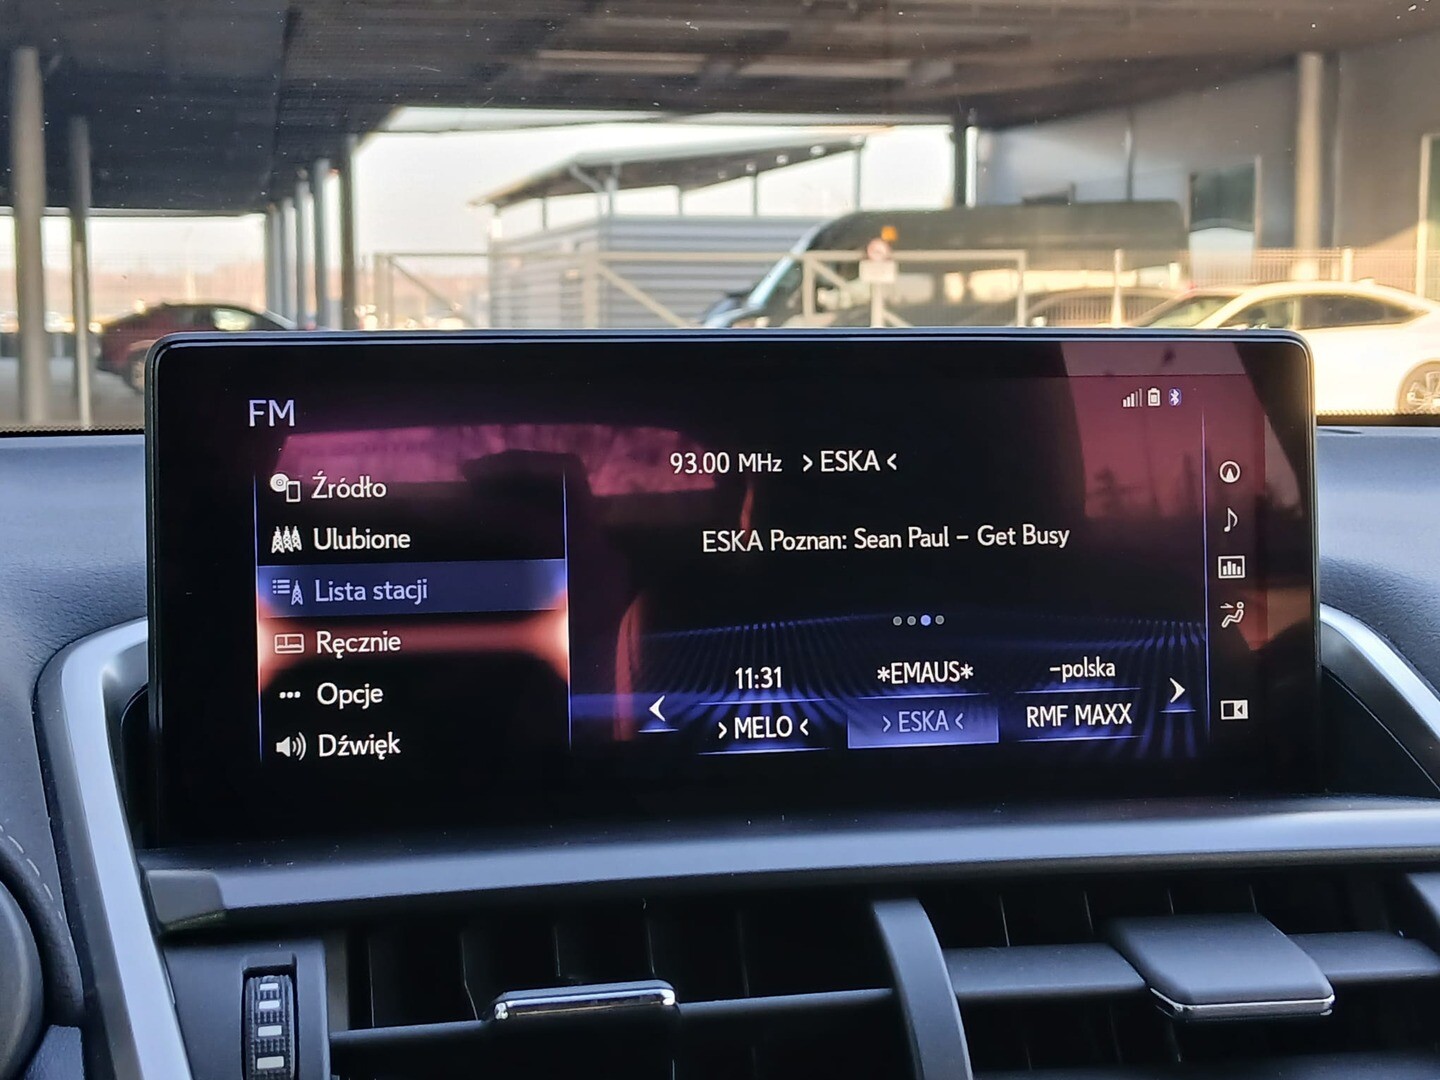 FM
Źródło
Ulubione
Lista stacji
Ręcznie
Opcje
Dźwięk
93.00 MHz >ESKA<
ESKA Poznan: Sean Paul - Get Busy
11:31 *EMAUS* -polska
>MELO< >ESKA< RMF MAXX